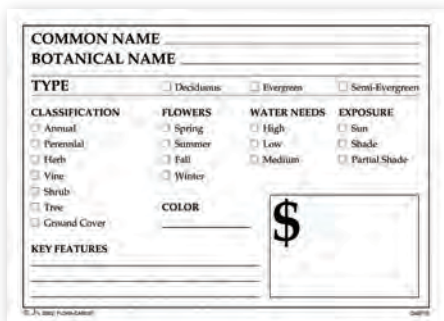 COMMON NAME
BOTANICAL NAME
TYPE
Deciduous
Evergreen
Semi-Evergreen
CLASSIFICATION
Annual
Perennial
Herb
Vine
Shrub
Tree
Ground Cover
FLOWERS
Spring
Summer
Fall
Winter
COLOR
WATER NEEDS
High
Low
Medium
EXPOSURE
Sun
Shade
Partial Shade
$
KEY FEATURES